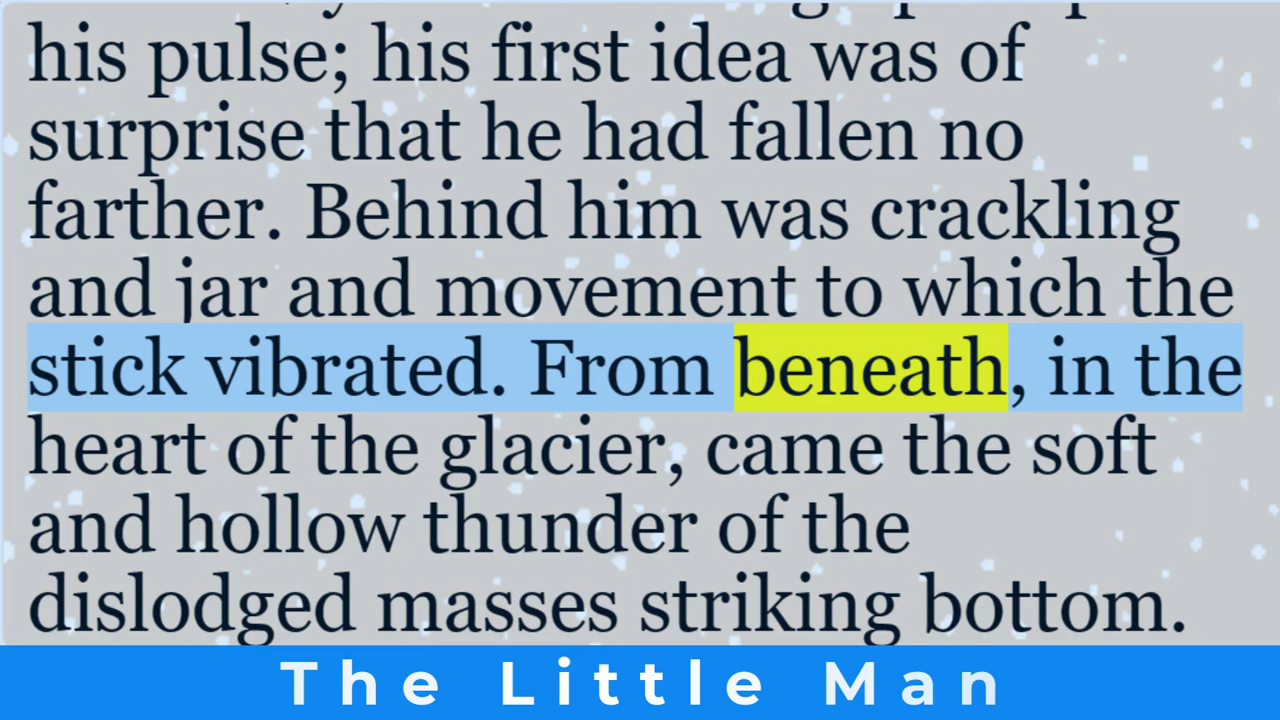 his pulse; his first idea was of
surprise that he had fallen no
farther. Behind him was crackling
and jar and movement to which the
stick vibrated. From beneath, in the
heart of the glacier, came the soft
and hollow thunder of the
dislodged masses striking bottom.
The Little Man